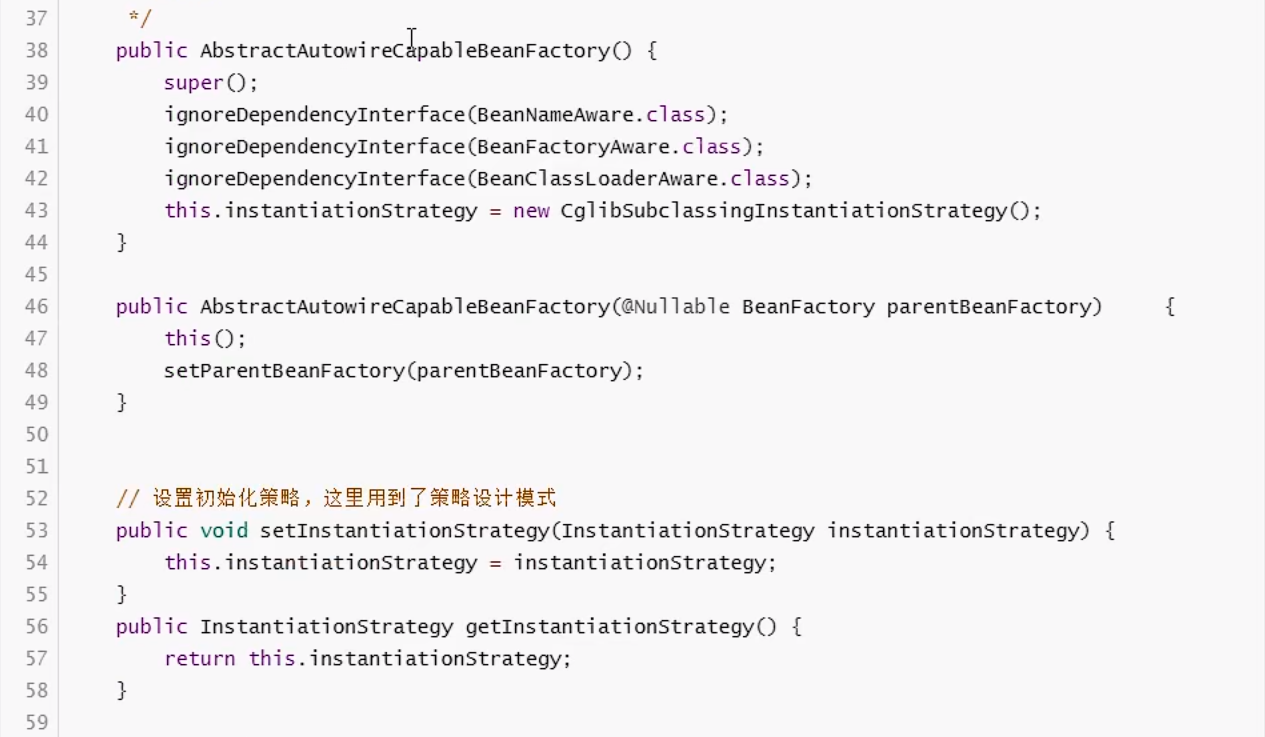 37 */
38 public AbstractAutowireCapableBeanFactory() {
39 super();
40 ignoreDependencyInterface(BeanNameAware.class);
41 ignoreDependencyInterface(BeanFactoryAware.class);
42 ignoreDependencyInterface(BeanClassLoaderAware.class);
43 this.instantiationStrategy = new CglibSubclassingInstantiationStrategy();
44 }
45
46 public AbstractAutowireCapableBeanFactory(@Nullable BeanFactory parentBeanFactory) {
47 this();
48 setParentBeanFactory(parentBeanFactory);
49 }
50
51
52 // 设置初始化策略，这里用到了策略设计模式
53 public void setInstantiationStrategy(InstantiationStrategy instantiationStrategy) {
54 this.instantiationStrategy = instantiationStrategy;
55 }
56 public InstantiationStrategy getInstantiationStrategy() {
57 return this.instantiationStrategy;
58 }
59